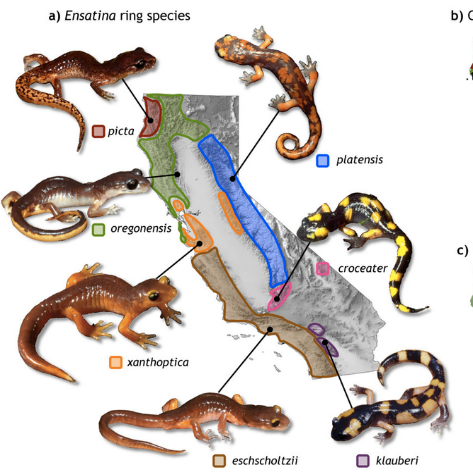 a) Ensatina ring species
b) C
picta
platensis
oregonensis
croceater
c)
xanthoptica
eschscholtzii
klauberi